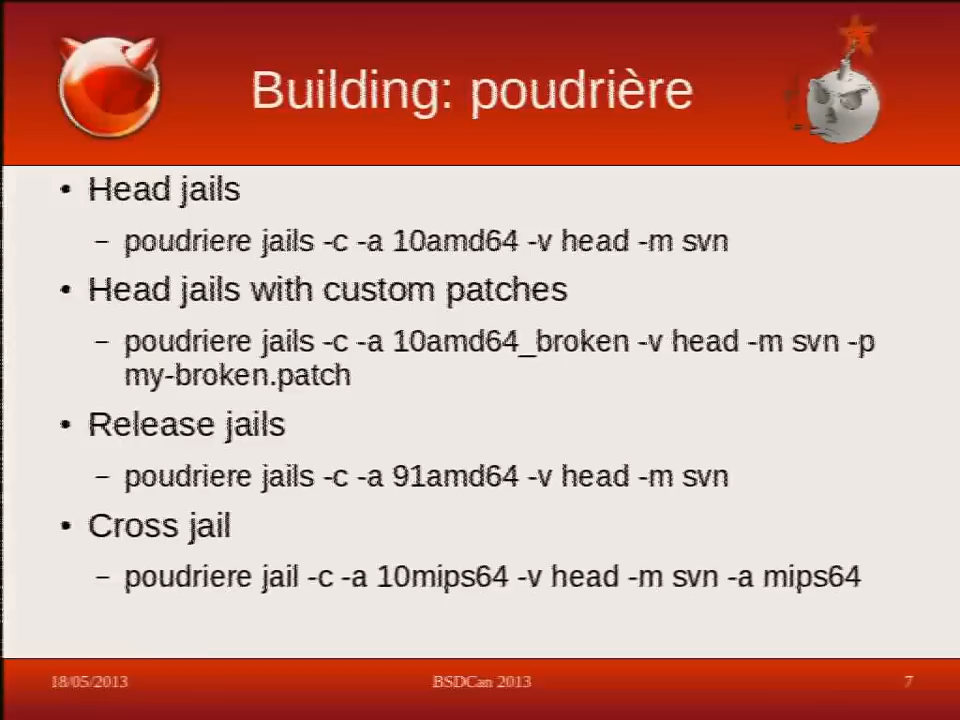 Building: poudrière
• Head jails
– poudriere jails -c -a 10amd64 -v head -m svn
• Head jails with custom patches
– poudriere jails -c -a 10amd64_broken -v head -m svn -p
my-broken.patch
• Release jails
– poudriere jails -c -a 91amd64 -v head -m svn
• Cross jail
– poudriere jail -c -a 10mips64 -v head -m svn -a mips64
18/05/2013 BSDCan 2013 7